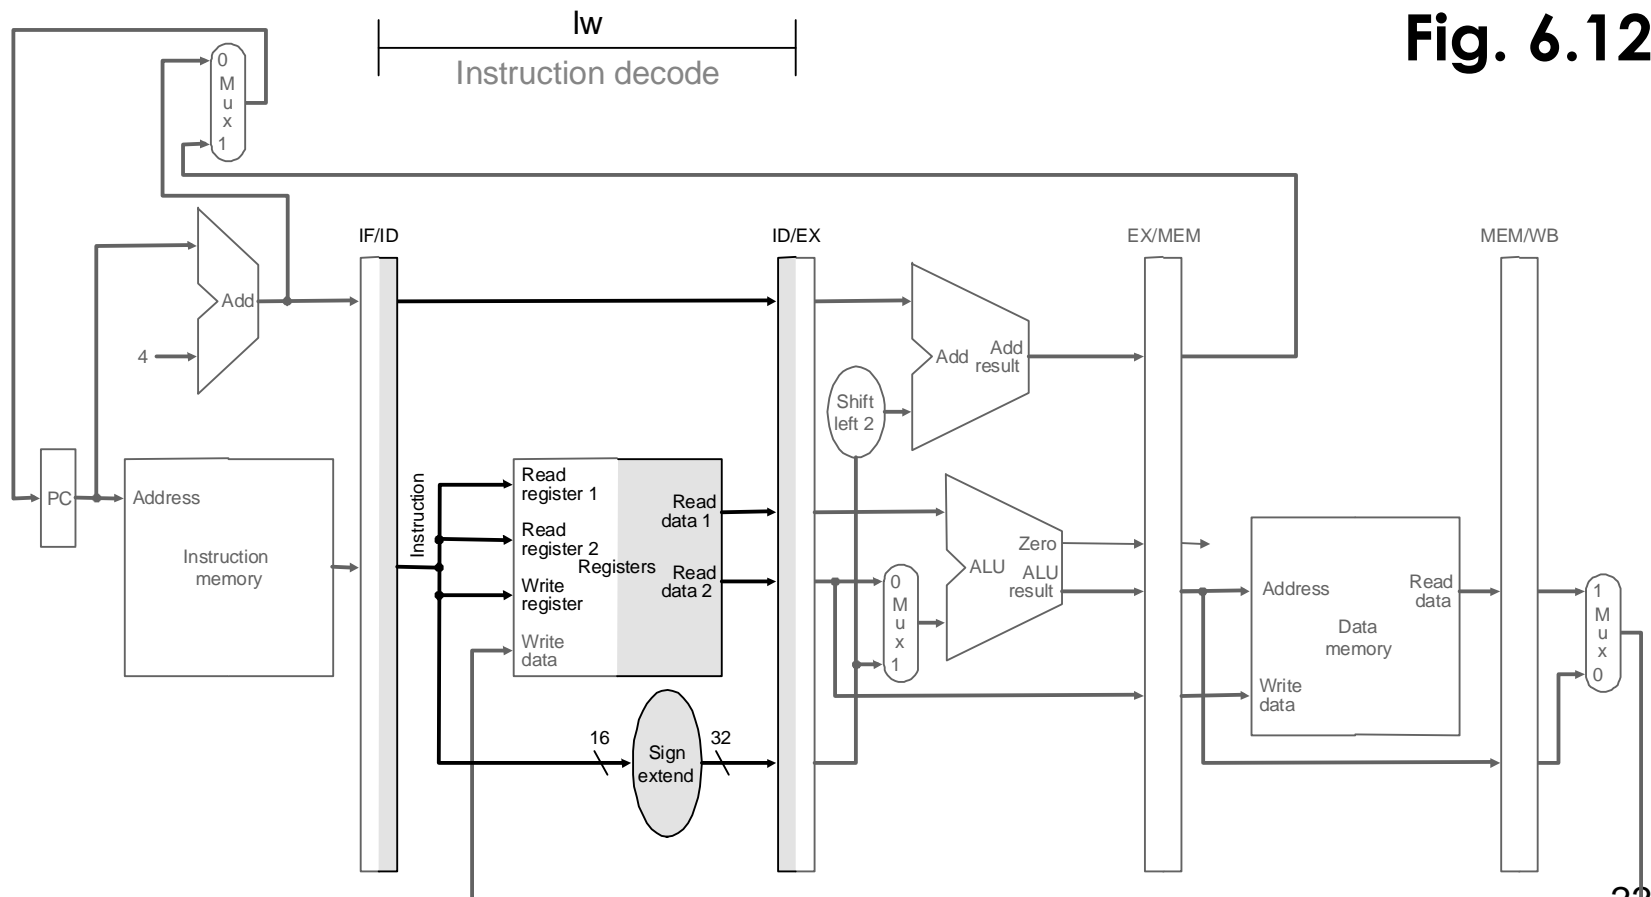 lw
Instruction decode
Fig. 6.12
0
M
u
x
1
IF/ID
ID/EX
EX/MEM
MEM/WB
Add
4
Add
Add
result
Shift
left 2
PC
Address
Instruction
memory
Instruction
Read
register 1
Read
register 2
Registers
Write
register
Write
data
Read
data 1
Read
data 2
16
Sign
extend
32
0
M
u
x
1
Zero
ALU
ALU
result
Address
Read
data
Data
memory
Write
data
1
M
u
x
0